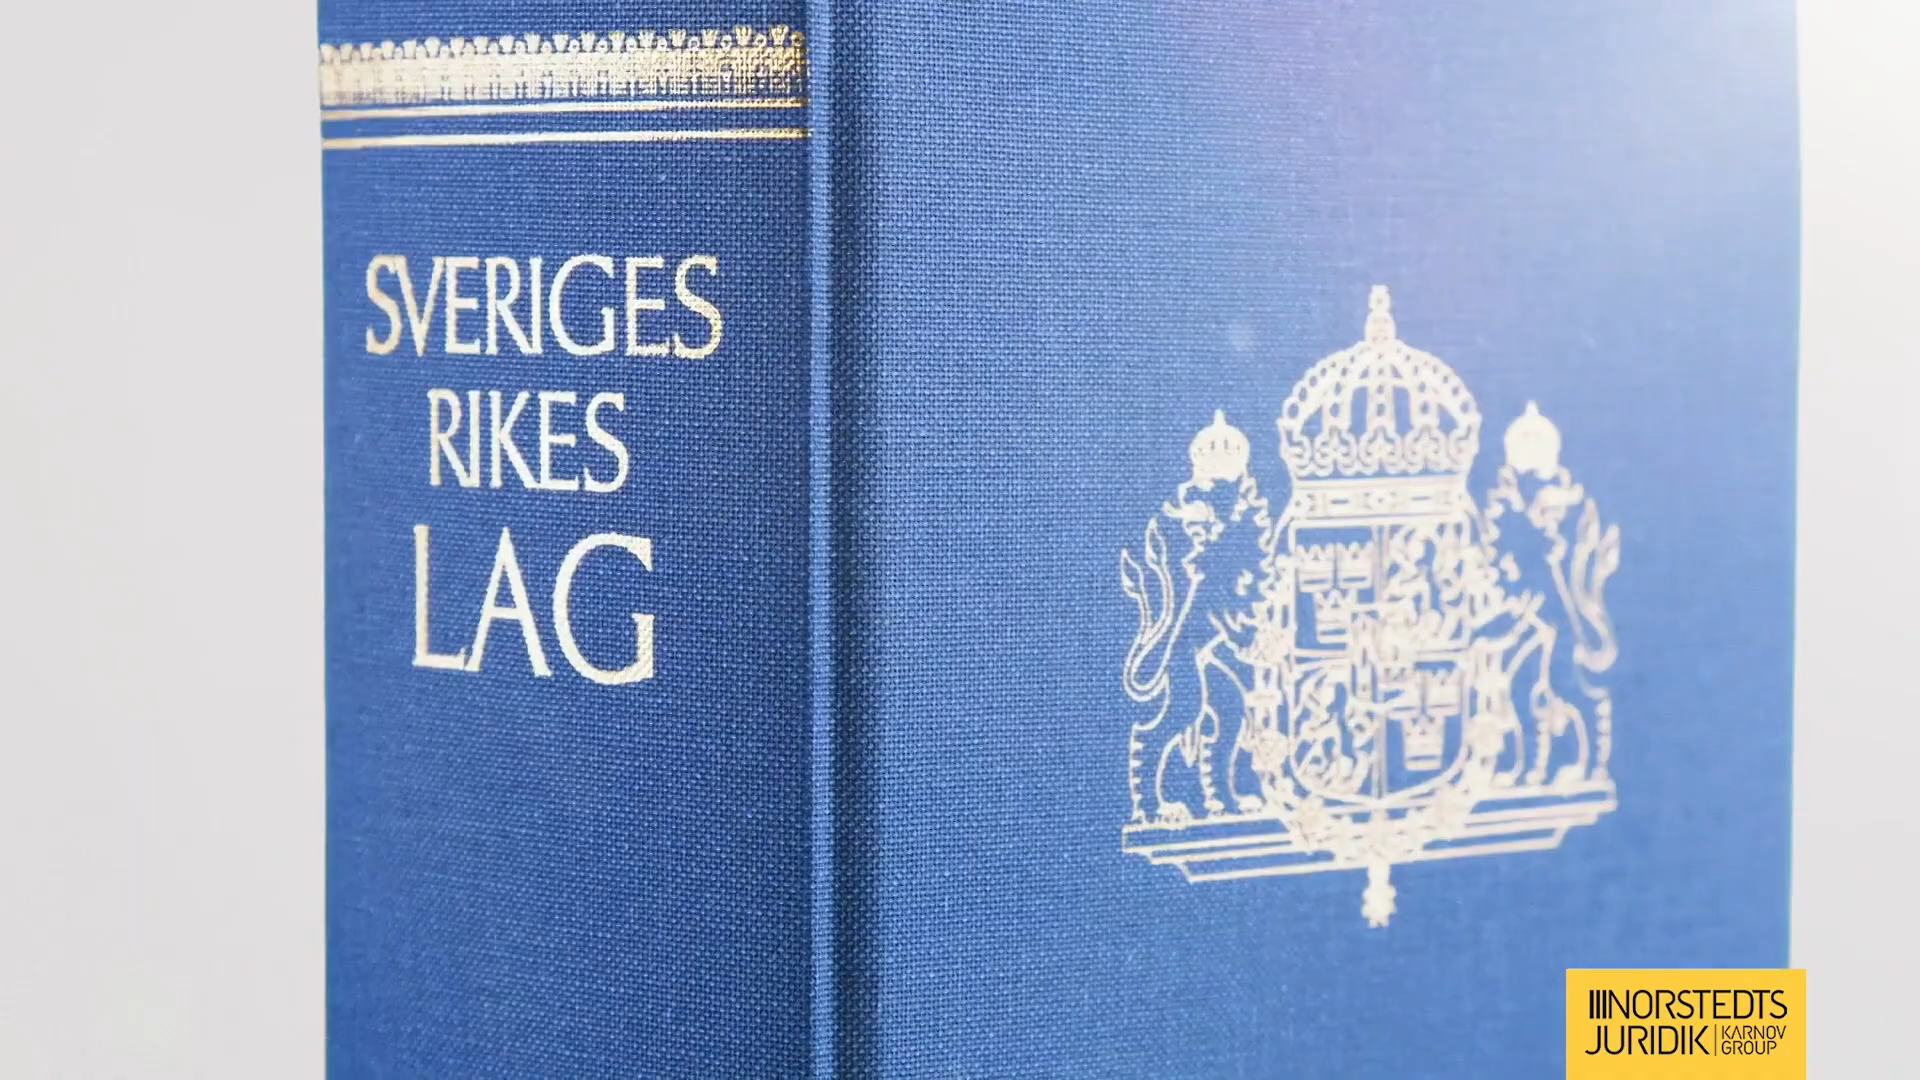 SVERIGES
RIKES
LAG
NORSTEDTS
JURIDIK
KARNOV
GROUP